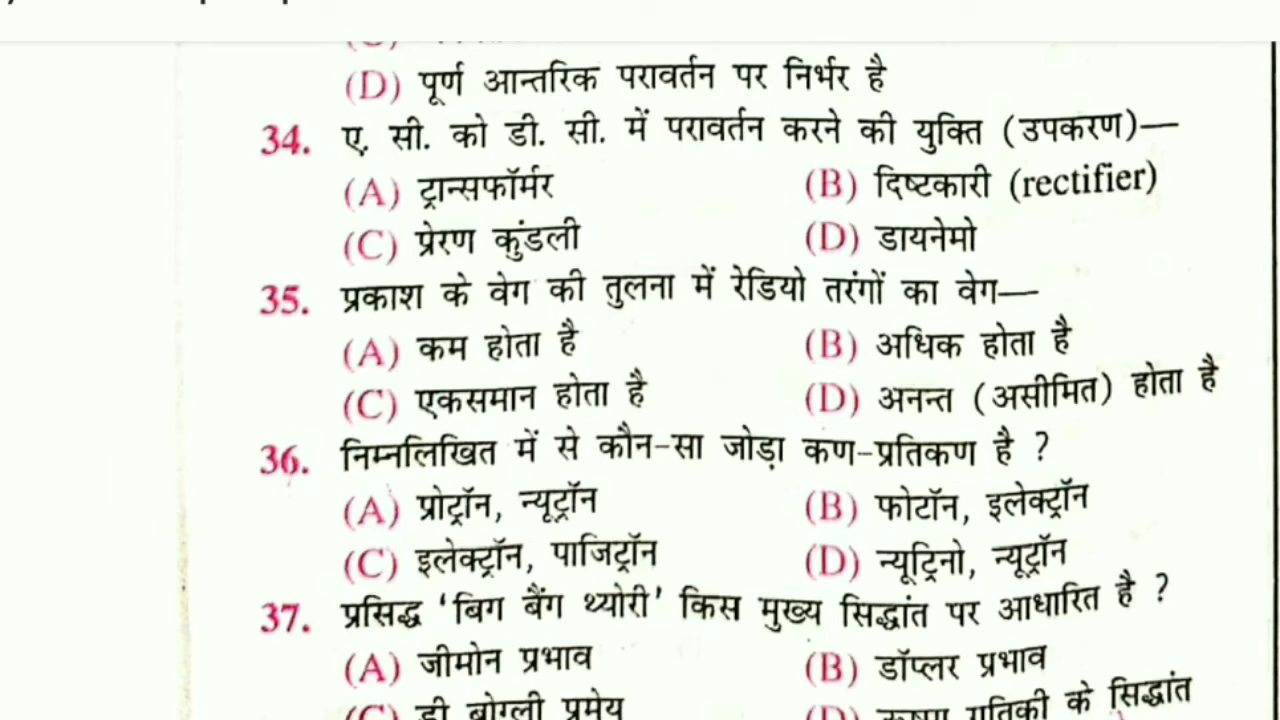 (D) पूर्ण आन्तरिक परावर्तन पर निर्भर है
34. ए. सी. को डी. सी. में परावर्तन करने की युक्ति (उपकरण)—
(A) ट्रान्सफॉर्मर (B) दिष्टकारी (rectifier)
(C) प्रेरण कुंडली (D) डायनेमो
35. प्रकाश के वेग की तुलना में रेडियो तरंगों का वेग—
(A) कम होता है (B) अधिक होता है
(C) एकसमान होता है (D) अनन्त (असीमित) होता है
36. निम्नलिखित में से कौन-सा जोड़ा कण-प्रतिकण है ?
(A) प्रोट्रॉन, न्यूट्रॉन (B) फोटॉन, इलेक्ट्रॉन
(C) इलेक्ट्रॉन, पाजिट्रॉन (D) न्यूट्रिनो, न्यूट्रॉन
37. प्रसिद्ध 'बिग बैंग थ्योरी' किस मुख्य सिद्धांत पर आधारित है ?
(A) जीमोन प्रभाव (B) डॉप्लर प्रभाव
(C) डी बोग्ली प्रमेय (D) गतिकी के सिद्धांत